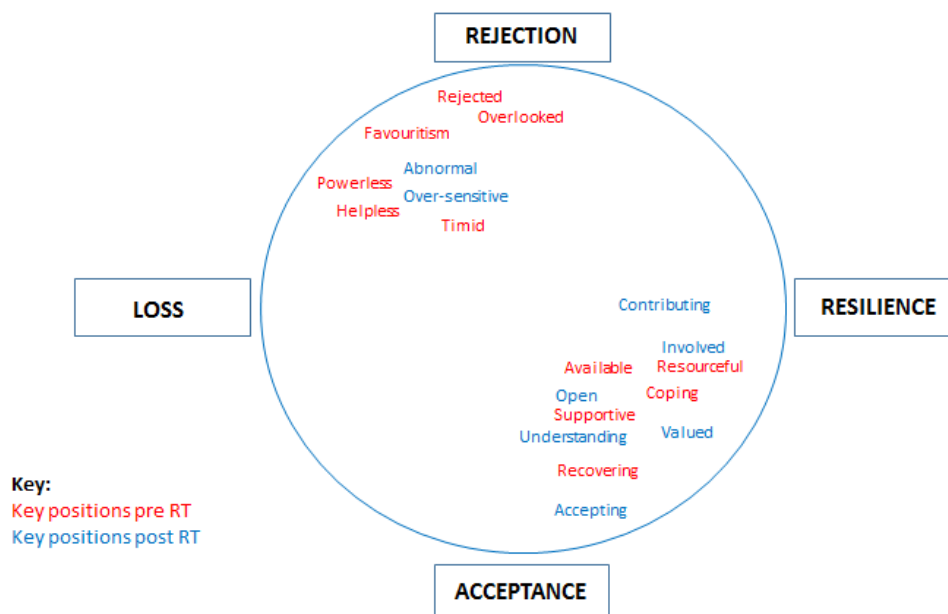 REJECTION
Rejected
Overlooked
Favouritism
Abnormal
Powerless
Over-sensitive
Helpless
Timid
LOSS
RESILIENCE
Contributing
Involved
Available
Resourceful
Open
Coping
Supportive
Understanding
Valued
Recovering
Accepting
Key:
Key positions pre RT
Key positions post RT
ACCEPTANCE